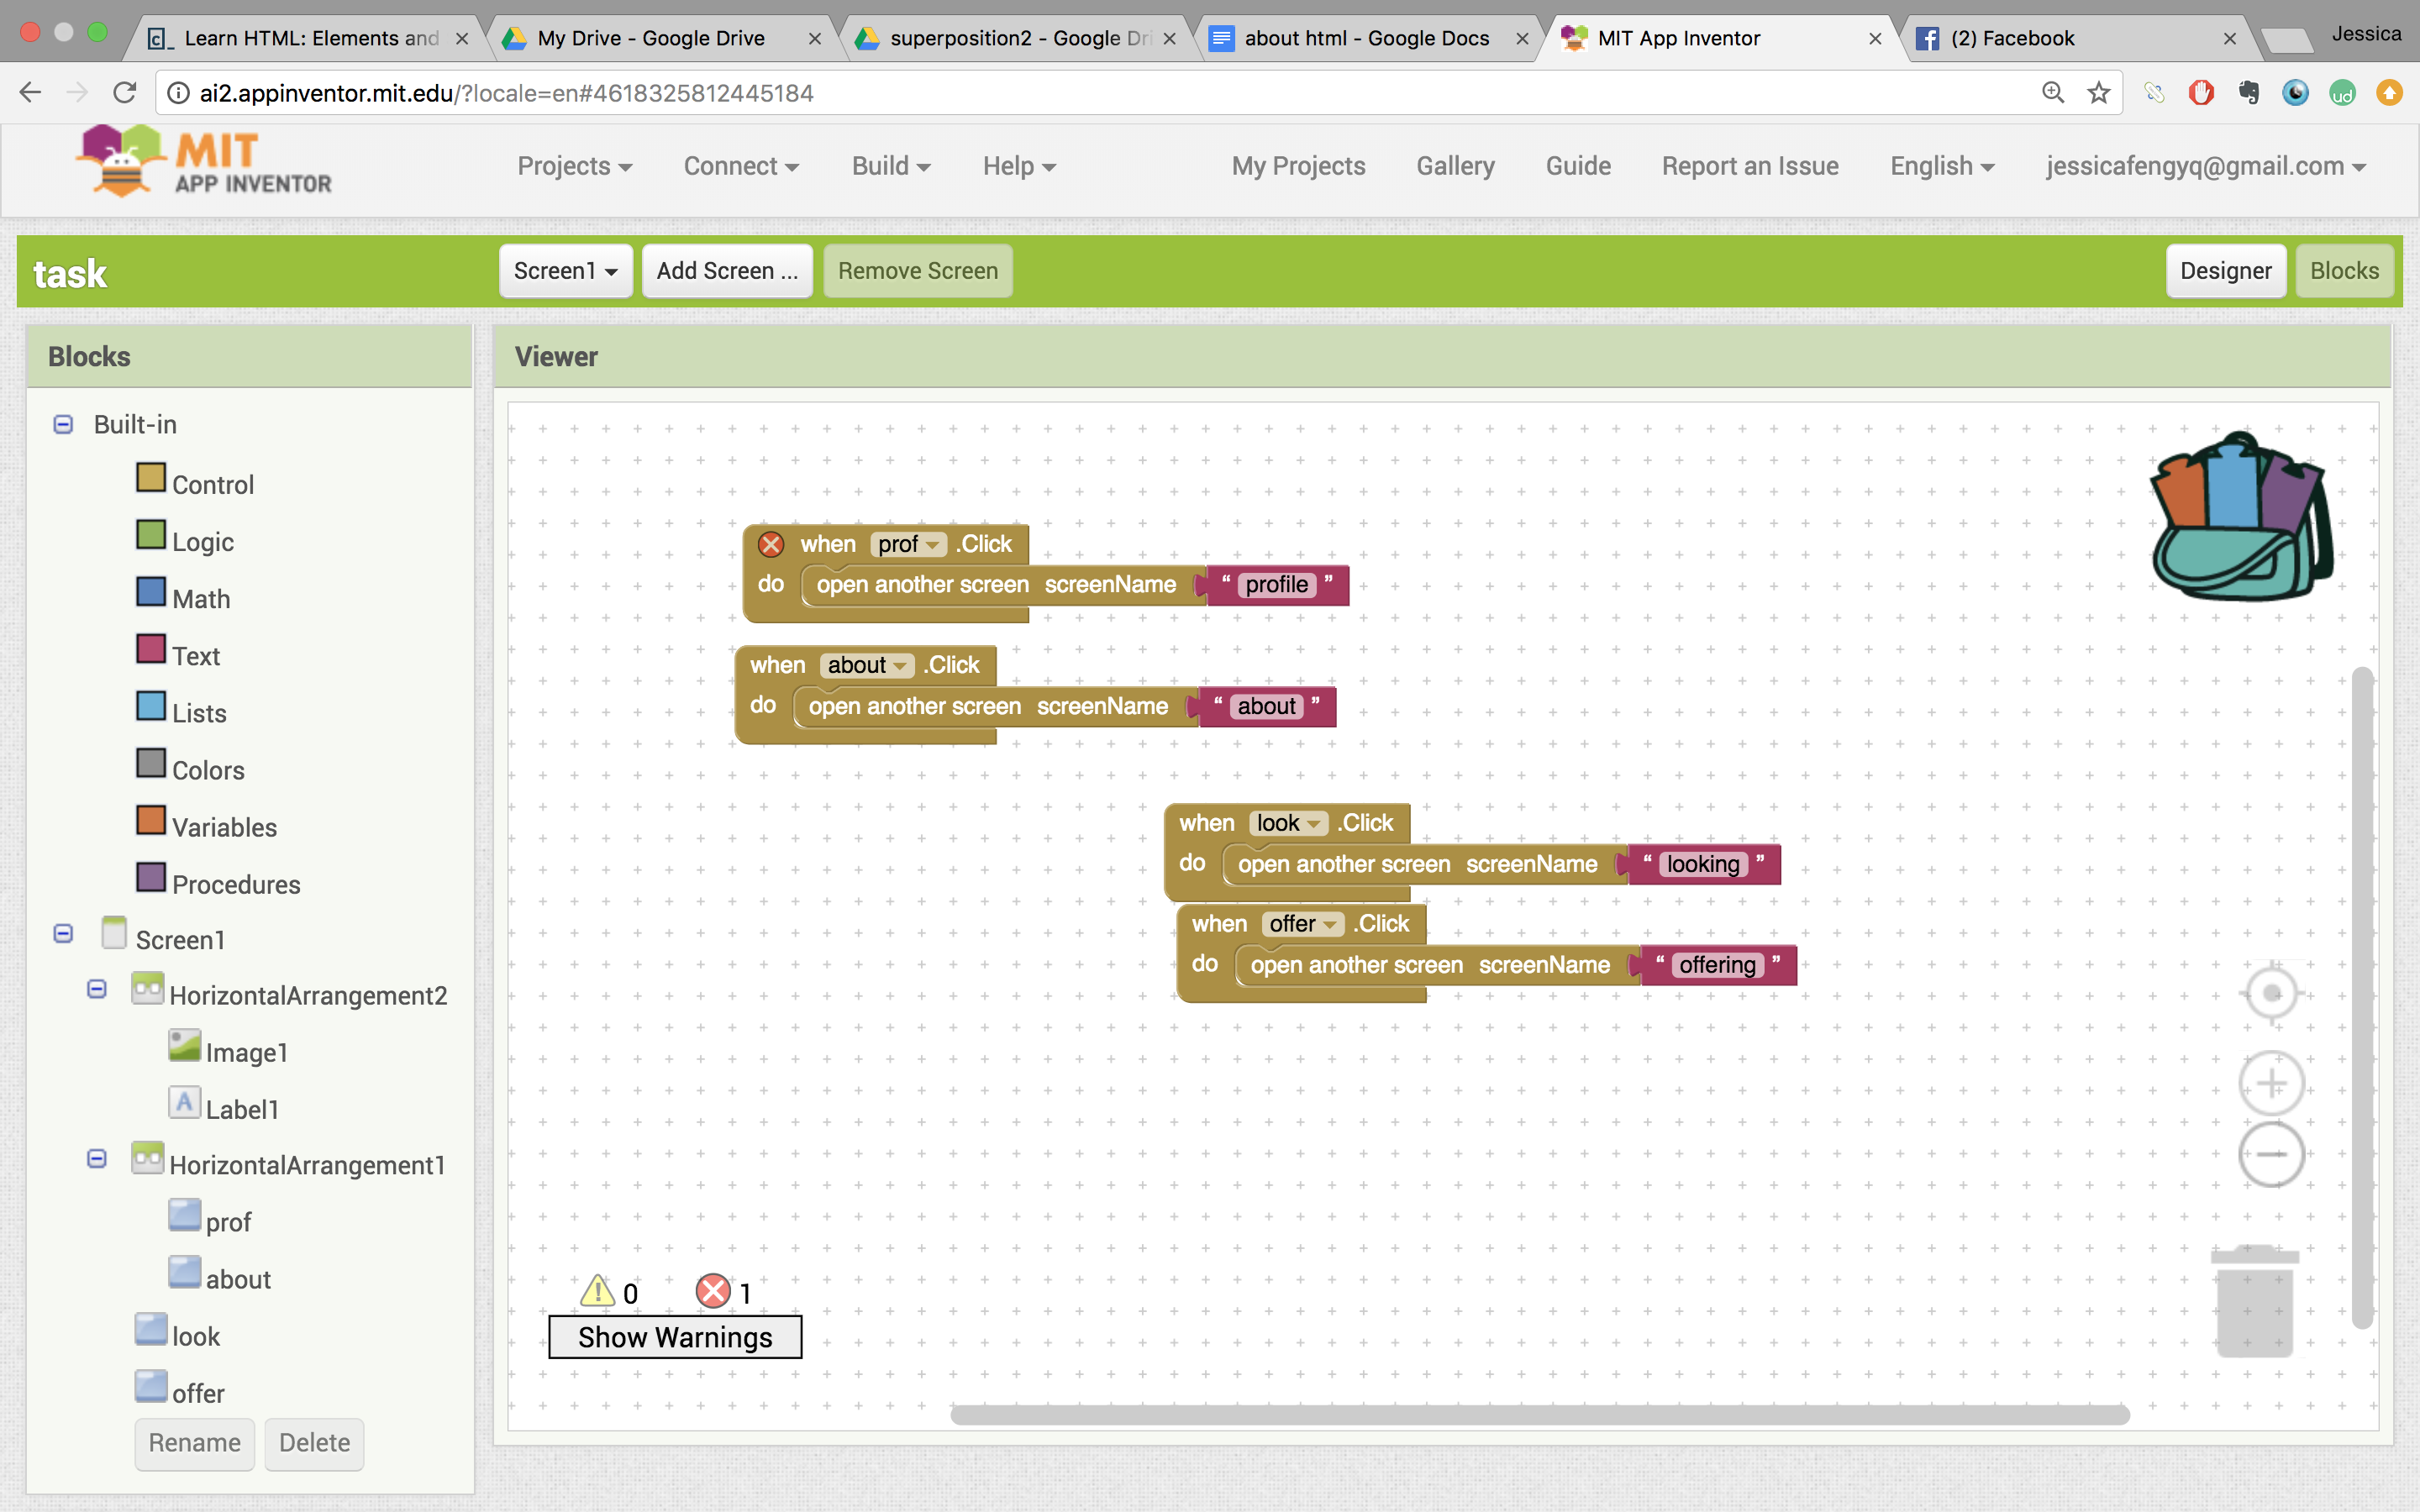 Learn HTML: Elements and
My Drive - Google Drive
superposition2 - Google Dri
about html - Google Docs
MIT App Inventor
(2) Facebook
Jessica
ai2.appinventor.mit.edu/?locale=en#4618325812445184
ud
MIT
APP INVENTOR
Projects
Connect
Build
Help
My Projects
Gallery
Guide
Report an Issue
English
jessicafengyq@gmail.com
task
Screen1
Add Screen ...
Remove Screen
Designer
Blocks
Blocks
Built-in
Control
Logic
Math
Text
Lists
Colors
Variables
Procedures
Screen1
HorizontalArrangement2
Image1
A Label1
HorizontalArrangement1
prof
about
look
offer
Rename
Delete
Viewer
when prof .Click
do open another screen screenName “ profile ”
when about .Click
do open another screen screenName “ about ”
when look .Click
do open another screen screenName “ looking ”
when offer .Click
do open another screen screenName “ offering ”
0 1
Show Warnings